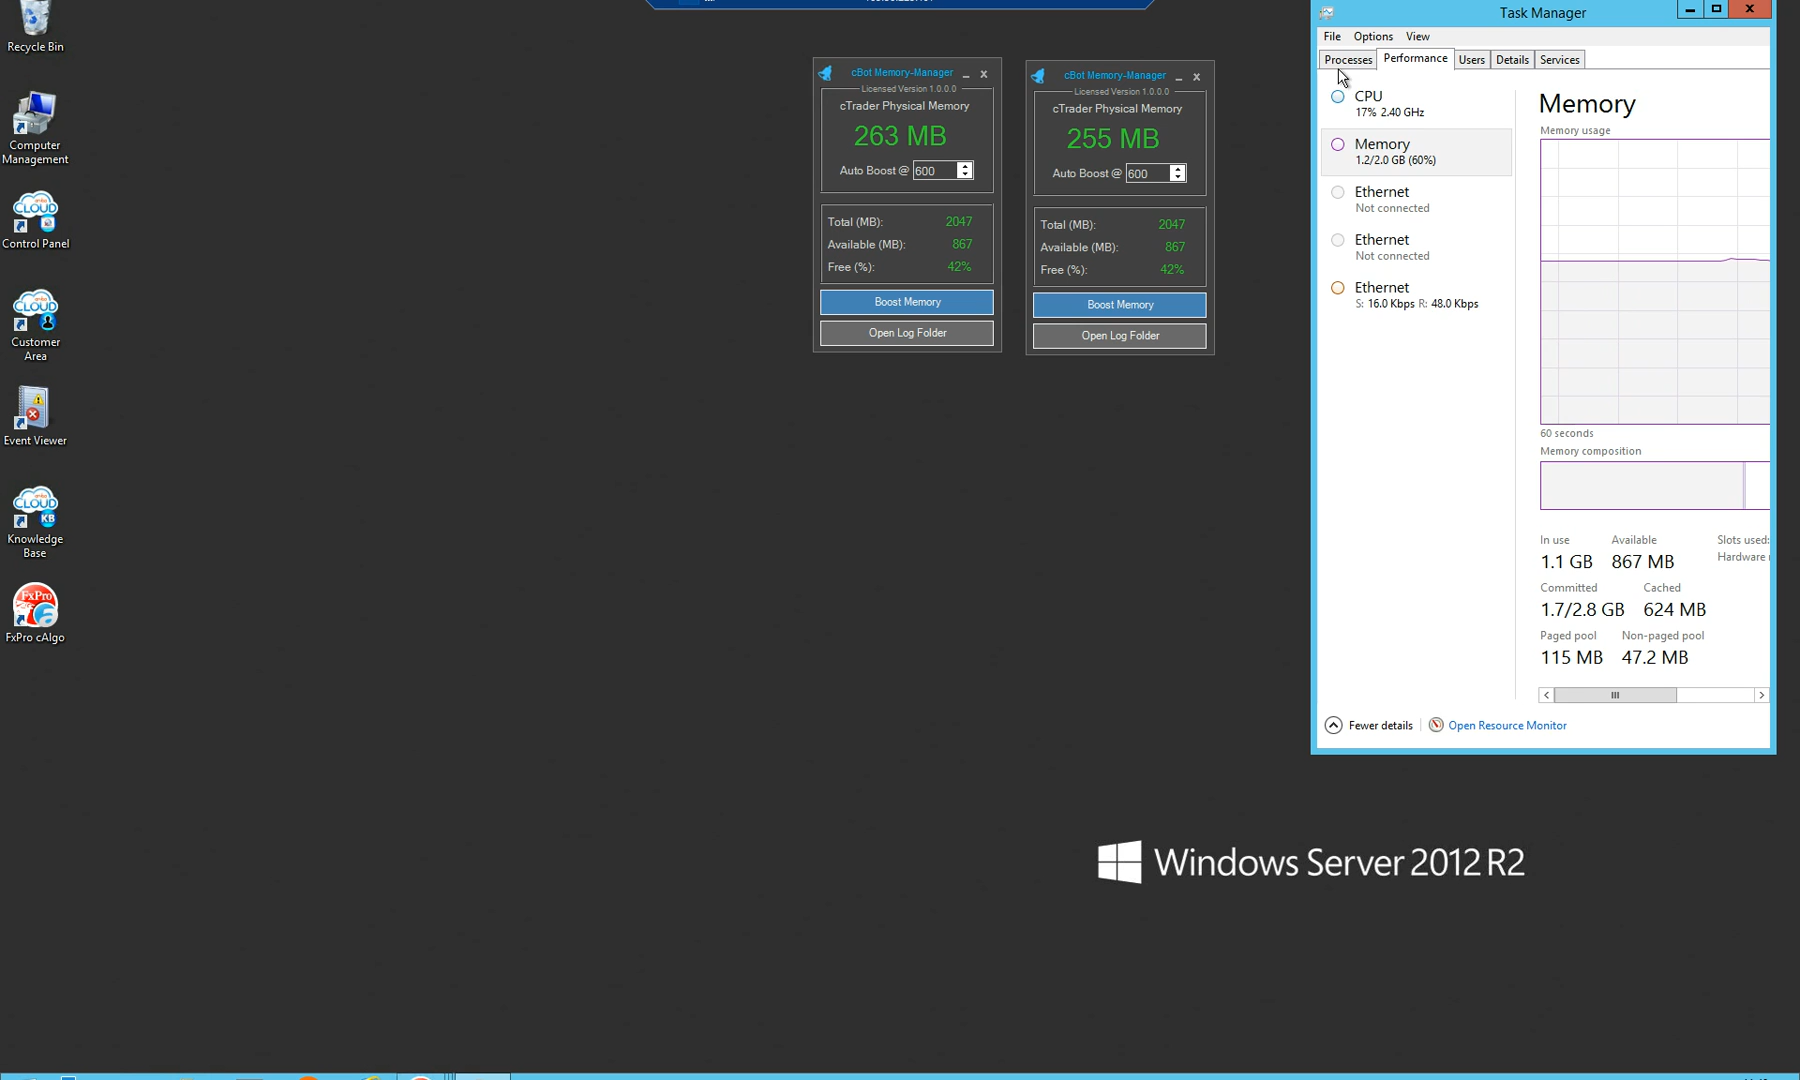 Recycle Bin
Computer
Management
Control Panel
Customer
Area
Event Viewer
Knowledge
Base
FxPro cAlgo
CLOUD
CLOUD
CLOUD
KB
FxPro
cBot Memory-Manager
Licensed Version 1.0.0.0
cTrader Physical Memory
263 MB
Auto Boost @ 600
Total (MB): 2047
Available (MB): 867
Free (%): 42%
Boost Memory
Open Log Folder
cBot Memory-Manager
Licensed Version 1.0.0.0
cTrader Physical Memory
255 MB
Auto Boost @ 600
Total (MB): 2047
Available (MB): 867
Free (%): 42%
Boost Memory
Open Log Folder
Task Manager
File Options View
Processes Performance Users Details Services
CPU
17% 2.40 GHz
Memory
1.2/2.0 GB (60%)
Ethernet
Not connected
Ethernet
Not connected
Ethernet
S: 16.0 Kbps R: 48.0 Kbps
Memory
Memory usage
60 seconds
Memory composition
In use Available Slots used:
1.1 GB 867 MB Hardware
Committed Cached
1.7/2.8 GB 624 MB
Paged pool Non-paged pool
115 MB 47.2 MB
Fewer details Open Resource Monitor
Windows Server 2012 R2